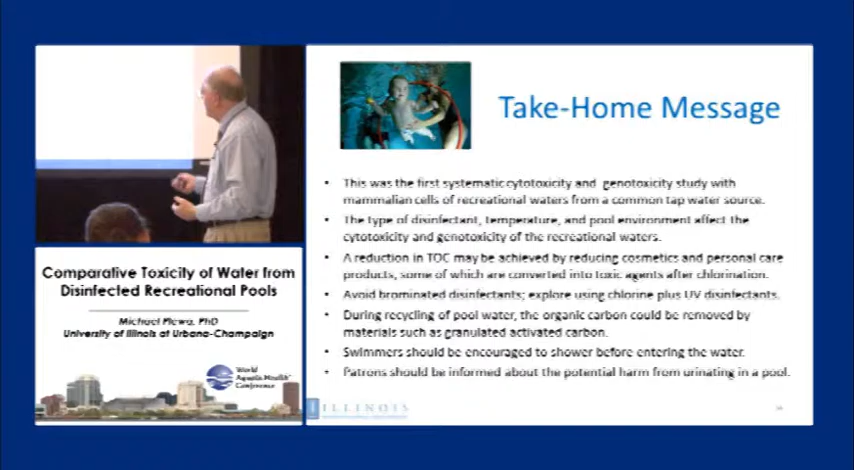 Take-Home Message
• This was the first systematic cytotoxicity and genotoxicity study with
mammalian cells of recreational waters from a common tap water source.
• The type of disinfectant, temperature, and pool environment affect the
cytotoxicity and genotoxicity of the recreational waters.
• A reduction in TOC may be achieved by reducing cosmetics and personal care
products, some of which are converted into toxic agents after chlorination.
• Avoid brominated disinfectants; explore using chlorine plus UV disinfectants.
• During recycling of pool water, the organic carbon could be removed by
materials such as granulated activated carbon.
• Swimmers should be encouraged to shower before entering the water.
• Patrons should be informed about the potential harm from urinating in a pool.
ILLINOIS
Comparative Toxicity of Water from
Disinfected Recreational Pools
Michael Plewa, PhD
University of Illinois at Urbana-Champaign
World
Aquatic Health
Conference